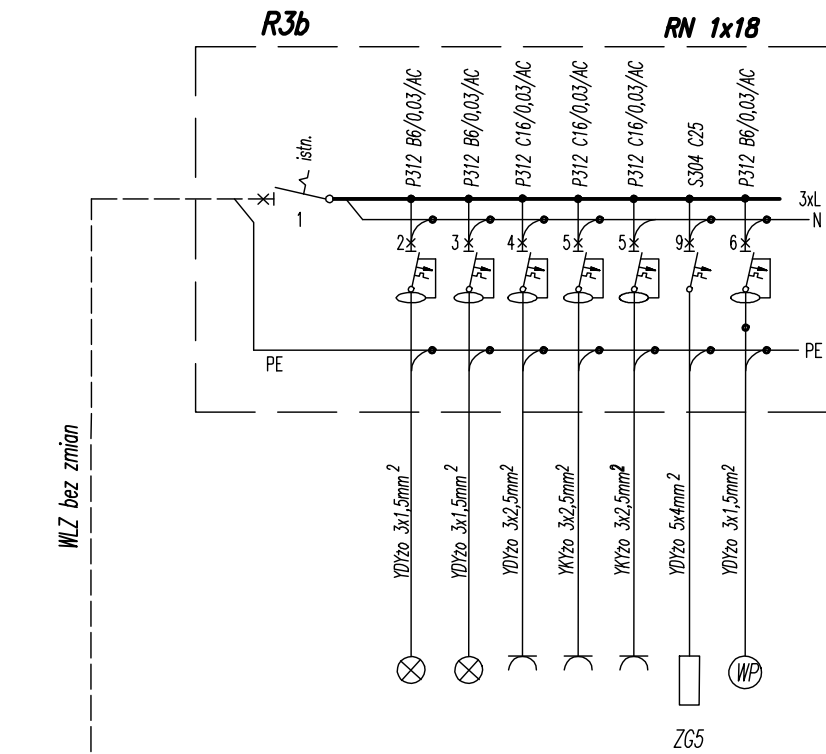 R3b
RN 1x18
P312 B6/0,03/AC
P312 B6/0,03/AC
P312 C16/0,03/AC
P312 C16/0,03/AC
P312 C16/0,03/AC
S304 C25
P312 B6/0,03/AC
istn.
3xL
N
1
2
3
4
5
5
9
6
PE
PE
WLZ bez zmian
YDYżo 3x1,5mm²
YDYżo 3x1,5mm²
YDYżo 3x2,5mm²
YKYżo 3x2,5mm²
YKYżo 3x2,5mm²
YDYżo 5x4mm²
YDYżo 3x1,5mm²
WP
ZG5